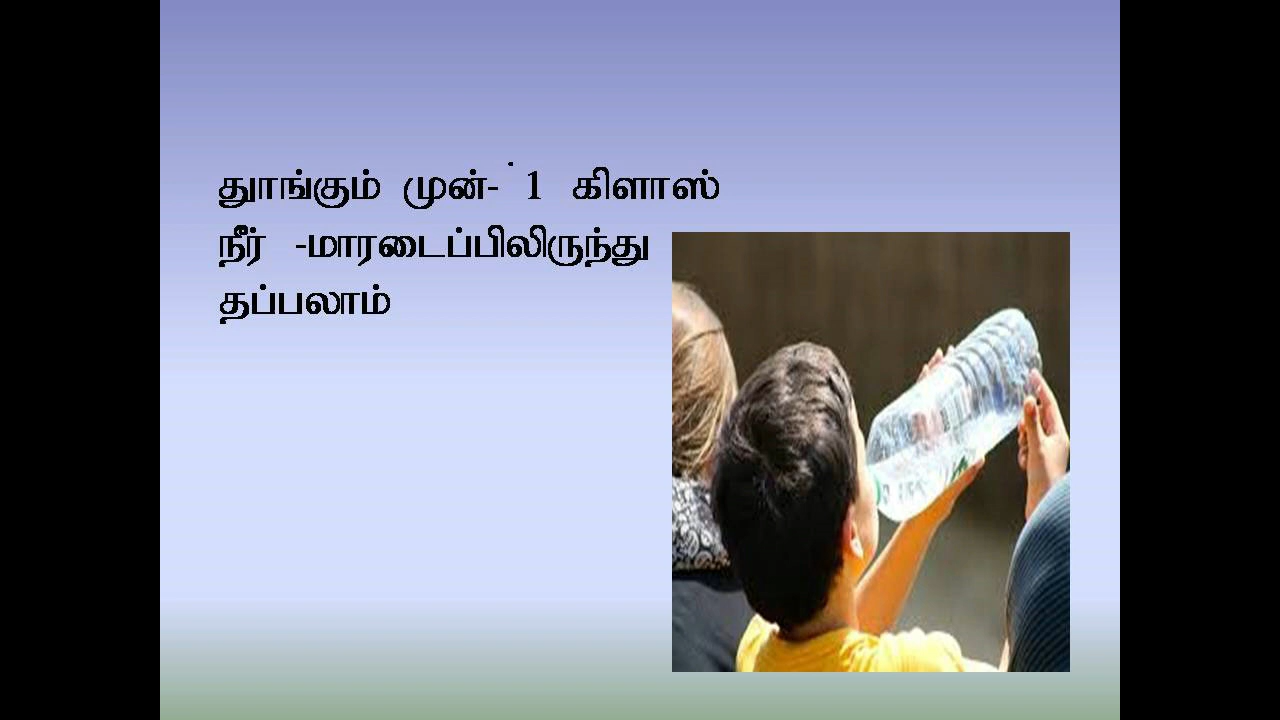 தூங்கும் முன்- 1 கிளாஸ்
நீர் -மாரடைப்பிலிருந்து
தப்பலாம்